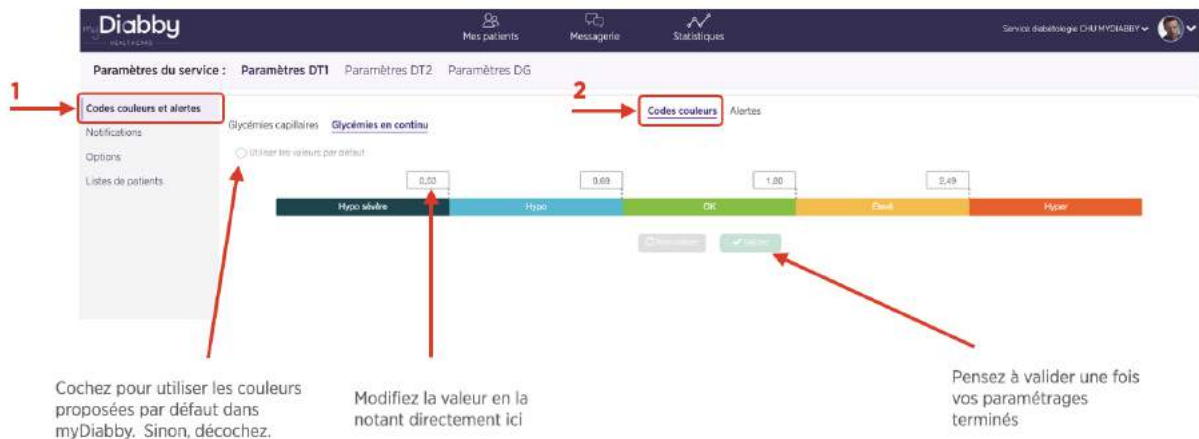 myDiabby
HEALTHCARE
Mes patients
Messagerie
Statistiques
Service diabétologie CHU MYDIABBY
Paramètres du service : Paramètres DT1 Paramètres DT2 Paramètres DG
1
2
Codes couleurs et alertes
Notifications
Options
Listes de patients
Codes couleurs Alertes
Glycémies capillaires Glycémies en continu
Utiliser les valeurs par défaut
0,69 1,80 2,49
Hypo sévère Hypo OK Élevé Hyper
Valider
Cochez pour utiliser les couleurs
proposées par défaut dans
myDiabby. Sinon, décochez.
Modifiez la valeur en la
notant directement ici
Pensez à valider une fois
vos paramétrages
terminés